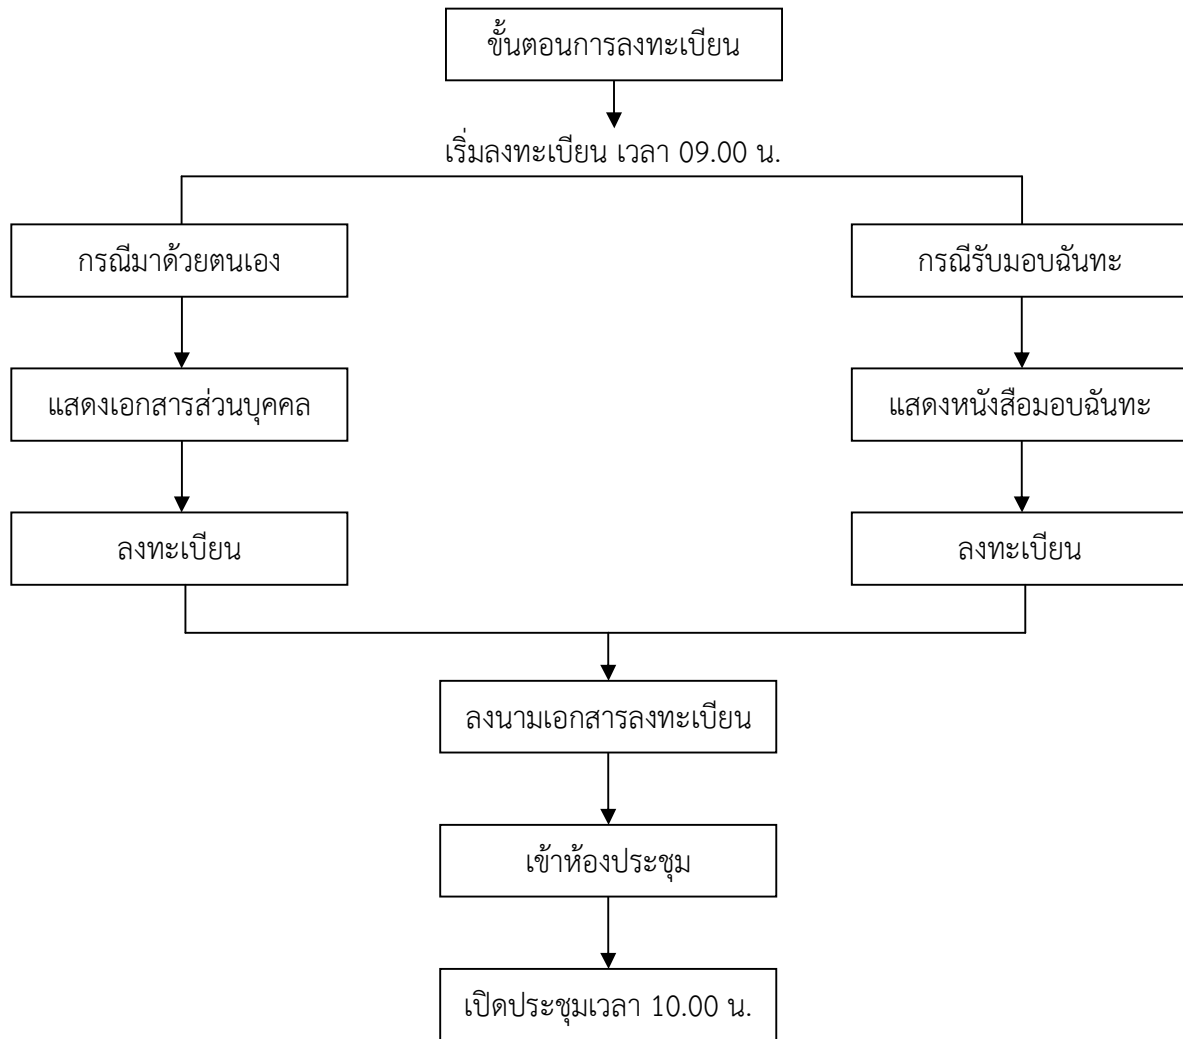 ขั้นตอนการลงทะเบียน
เริ่มลงทะเบียน เวลา 09.00 น.
กรณีมาด้วยตนเอง
กรณีรับมอบฉันทะ
แสดงเอกสารส่วนบุคคล
แสดงหนังสือมอบฉันทะ
ลงทะเบียน
ลงทะเบียน
ลงนามเอกสารลงทะเบียน
เข้าห้องประชุม
เปิดประชุมเวลา 10.00 น.